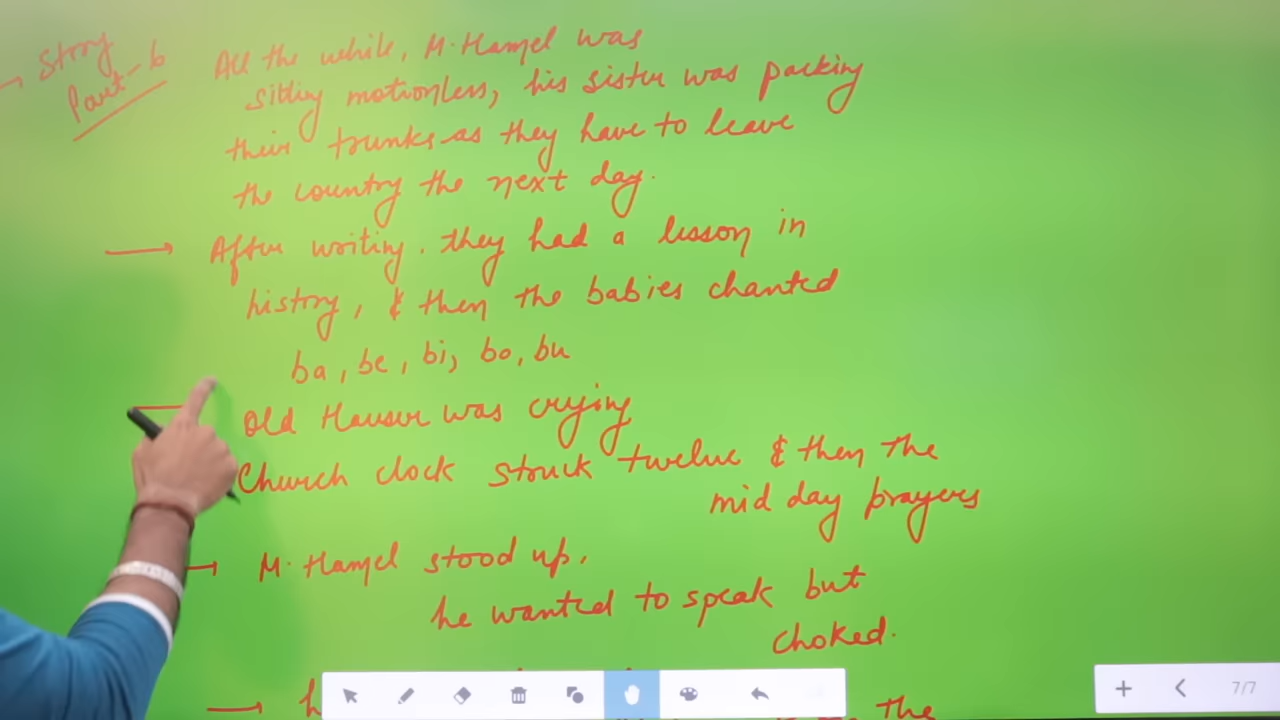 → Story
Part-6
All the while, M. Hamel was
sitting motionless, his sister was packing
their trunks as they have to leave
the country the next day.
→ After writing. they had a lesson in
history, & then the babies chanted
ba, be, bi, bo, bu
Old Hauser was crying
Church clock struck twelve & then the
mid day prayers
→ M. Hamel stood up,
he wanted to speak but
choked.
→ h
the
7/7